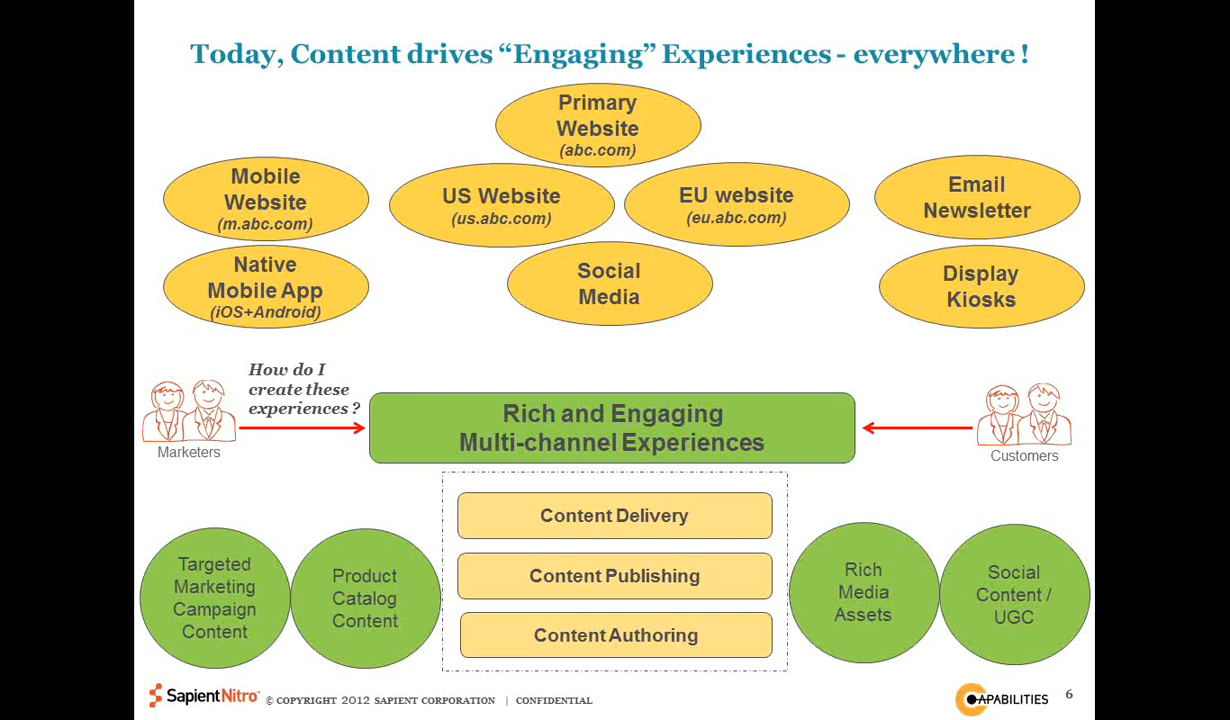 Today, Content drives “Engaging” Experiences - everywhere !
Primary
Website
(abc.com)
Mobile
Website
(m.abc.com)
US Website
(us.abc.com)
EU website
(eu.abc.com)
Email
Newsletter
Native
Mobile App
(iOS+Android)
Social
Media
Display
Kiosks
How do I
create these
experiences ?
Marketers
Rich and Engaging
Multi-channel Experiences
Customers
Content Delivery
Content Publishing
Content Authoring
Targeted
Marketing
Campaign
Content
Product
Catalog
Content
Rich
Media
Assets
Social
Content /
UGC
SapientNitro
© COPYRIGHT 2012 SAPIENT CORPORATION | CONFIDENTIAL
CAPABILITIES
6